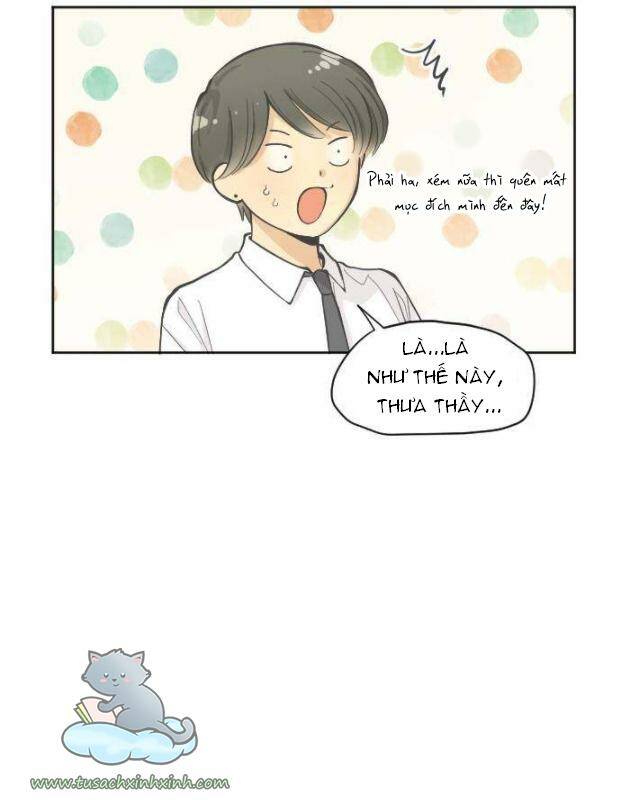 Phải ha, xém nữa thì quên mất
mục đích mình đến đây!
LÀ...LÀ
NHƯ THẾ NÀY,
THƯA THẦY...
www.tusachxinhxinh.com